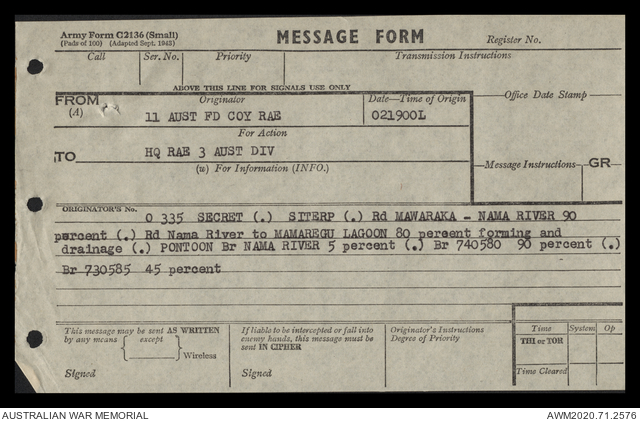 Army Form C2136 (Small) MESSAGE FORM Register No.
(Pads of 100) (Adapted Sept. 1942)
Call Ser. No. Priority Transmission Instructions
ABOVE THIS LINE FOR SIGNALS USE ONLY
FROM Originator Date—Time of Origin Office Date Stamp
(A) 11 AUST FD COY RAE 021900L
For Action
TO HQ RAE 3 AUST DIV
(w) For Information (INFO.) Message Instructions GR
ORIGINATOR'S No.
O 335 SECRET (.) SITERP (.) Rd MAWARAKA - NAMA RIVER 90
percent (.) Rd Nama River to MAMAREGU LAGOON 80 percent forming and
drainage (.) PONTOON Br NAMA RIVER 5 percent (.) Br 740580 90 percent (.)
Br 730585 45 percent
This message may be sent AS WRITTEN If liable to be intercepted or fall into Originator's Instructions Time System Op
by any means except enemy hands, this message must be Degree of Priority THI or TOR
Wireless sent IN CIPHER
Signed Signed Time Cleared
AUSTRALIAN WAR MEMORIAL AWM2020.71.2576